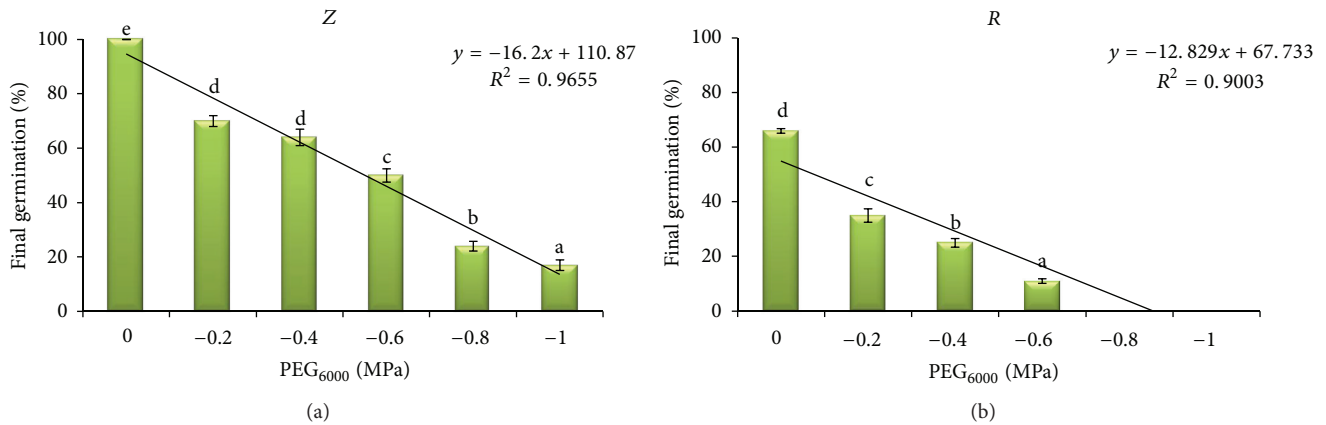 Z
y = −16.2x + 110.87
R² = 0.9655
Final germination (%)
100
80
60
40
20
0
e
d
d
c
b
a
0 −0.2 −0.4 −0.6 −0.8 −1
PEG₆₀₀₀ (MPa)
(a)
R
y = −12.829x + 67.733
R² = 0.9003
Final germination (%)
100
80
60
40
20
0
d
c
b
a
0 −0.2 −0.4 −0.6 −0.8 −1
PEG₆₀₀₀ (MPa)
(b)